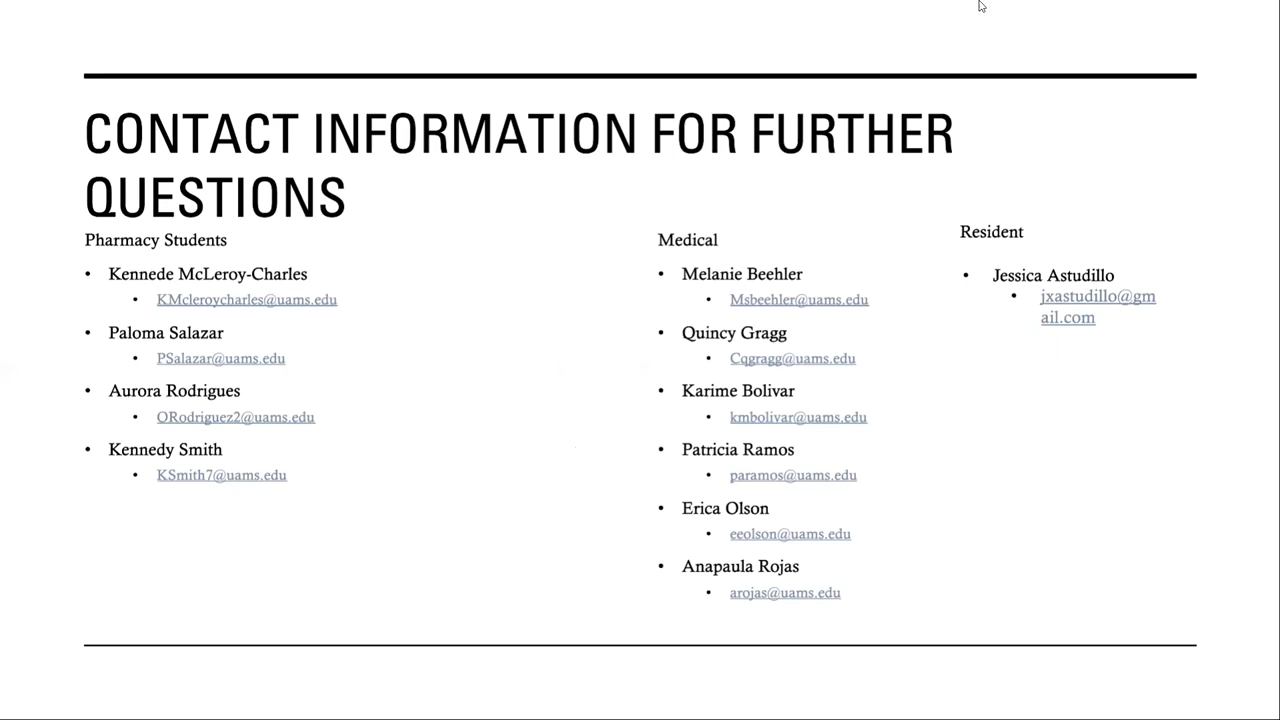 CONTACT INFORMATION FOR FURTHER
QUESTIONS
Pharmacy Students
• Kennede McLeroy-Charles
• KMcleroycharles@uams.edu
• Paloma Salazar
• PSalazar@uams.edu
• Aurora Rodrigues
• ORodriguez2@uams.edu
• Kennedy Smith
• KSmith7@uams.edu
Medical
• Melanie Beehler
• Msbeehler@uams.edu
• Quincy Gragg
• Cqgragg@uams.edu
• Karime Bolivar
• kmbolivar@uams.edu
• Patricia Ramos
• paramos@uams.edu
• Erica Olson
• eeolson@uams.edu
• Anapaula Rojas
• arojas@uams.edu
Resident
• Jessica Astudillo
• jxastudillo@gm
ail.com